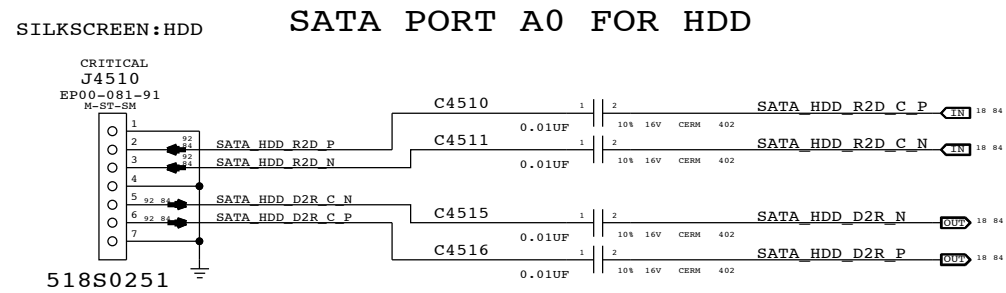 SATA PORT A0 FOR HDD
SILKSCREEN:HDD
CRITICAL
J4510
EP00-081-91
M-ST-SM
1
2
92
84
SATA_HDD_R2D_P
3
92
84
SATA_HDD_R2D_N
4
5
92 84
SATA_HDD_D2R_C_N
6
92 84
SATA_HDD_D2R_C_P
7
518S0251
C4510
1
2
SATA_HDD_R2D_C_P
IN
18 84
0.01UF
10% 16V CERM 402
C4511
1
2
SATA_HDD_R2D_C_N
IN
18 84
0.01UF
10% 16V CERM 402
C4515
1
2
SATA_HDD_D2R_N
OUT
18 84
0.01UF
10% 16V CERM 402
C4516
1
2
SATA_HDD_D2R_P
OUT
18 84
0.01UF
10% 16V CERM 402